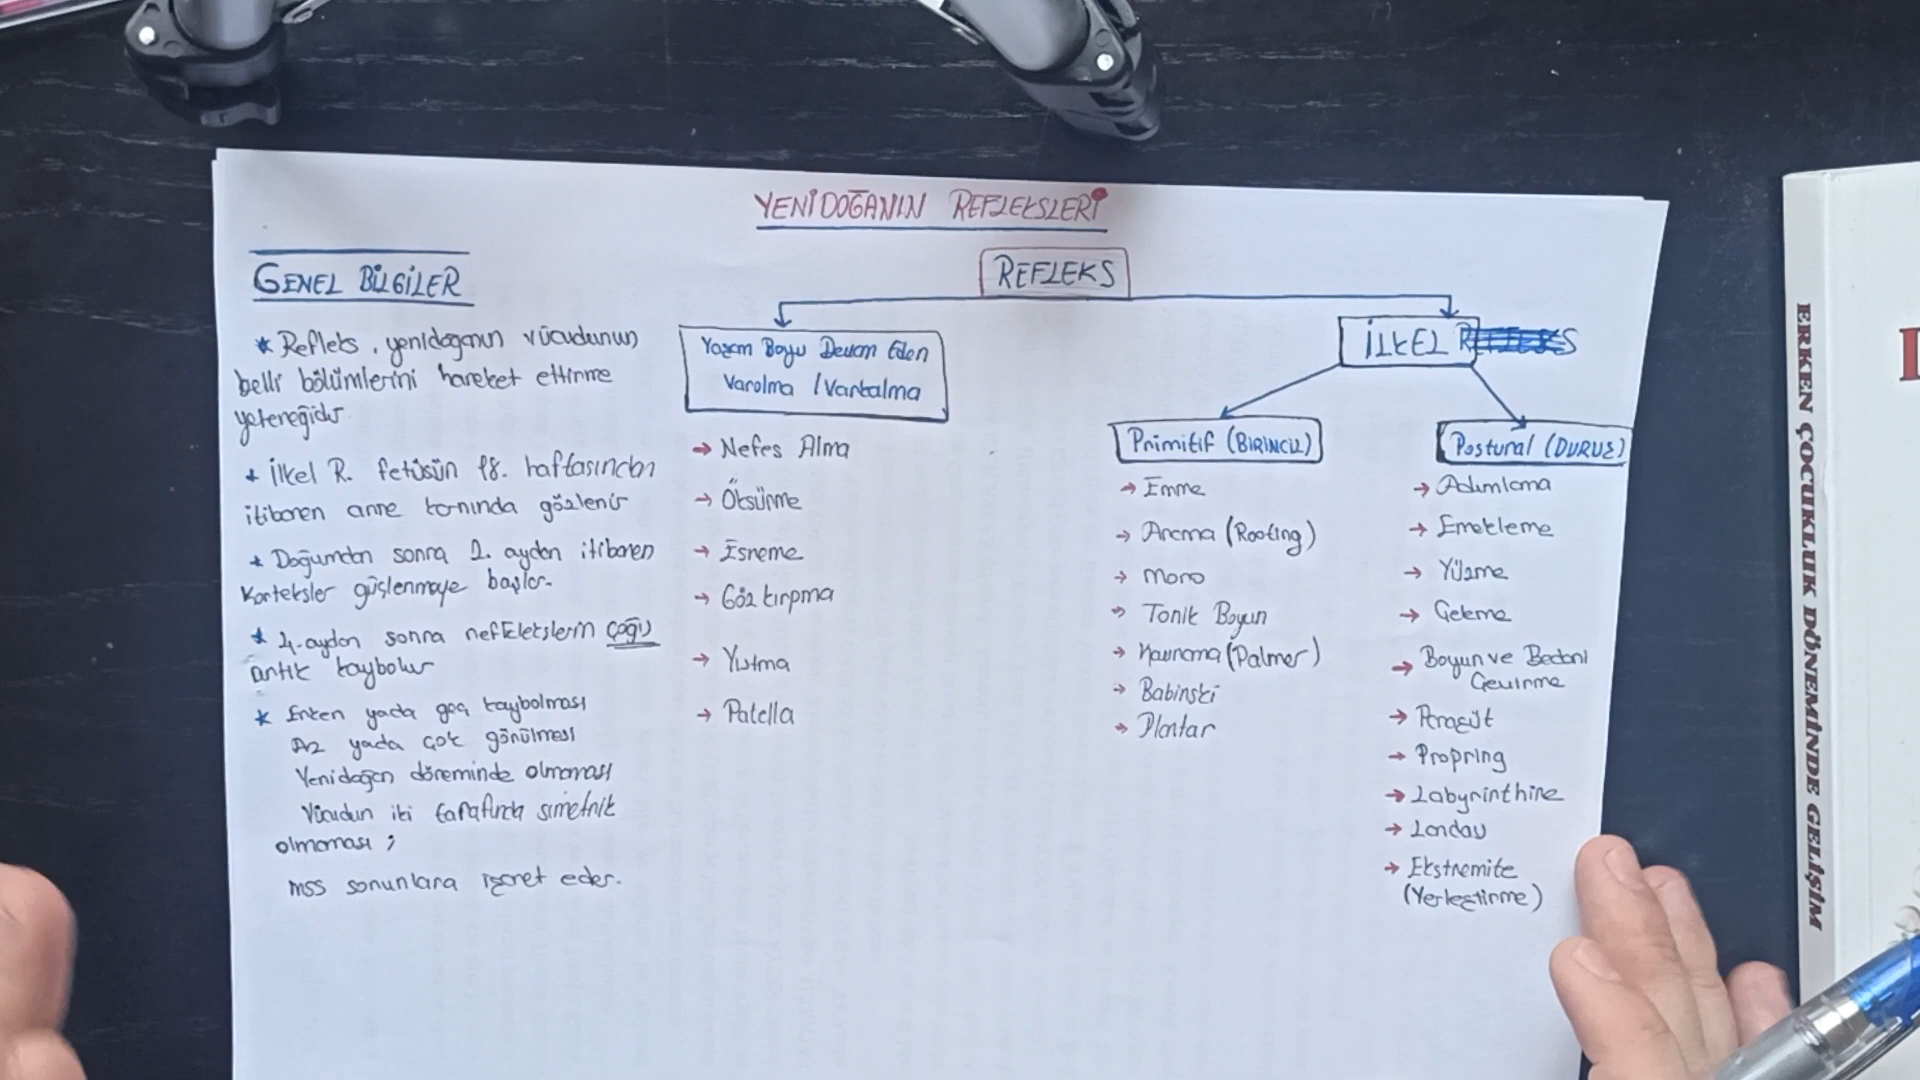 YENİDOĞANIN REFLEKSLERİ
GENEL BİLGİLER
* Refleks, yenidoğanın vücudunun
belli bölümlerini hareket ettirme
yeteneğidir
* İlkel R. fetüsün 18. haftasından
itibaren anne karnında gözlenir
* Doğumdan sonra 2. aydan itibaren
Korteksler güçlenmeye başlar.
* 4. aydan sonra reflekslerin çoğu
artık kaybolur
* Erken yada geç kaybolması
Az yada çok görülmesi
Yenidoğan döneminde olmaması
Vücudun iki tarafında simetrik
olmaması ;
MSS sorunlara işaret eder.
REFLEKS
Yaşam Boyu Devam Eden
Varolma / Varkalma
→ Nefes Alma
→ Öksürme
→ Esneme
→ Göz kırpma
→ Yutma
→ Patella
İLKEL
Primitif (BİRİNCİL)
→ Emme
→ Arama (Rooting)
→ Moro
→ Tonik Boyun
→ Kavrama (Palmer)
→ Babinski
→ Plantar
Postural (DURUŞ)
→ Adımlama
→ Emekleme
→ Yüzme
→ Çekme
→ Boyun ve Bedeni
Çevirme
→ Paraşüt
→ Propring
→ Labyrinthine
→ Landau
→ Ekstremite
(Yerleştirme)
ERKEN ÇOCUKLUK DÖNEMİNDE GELİŞİM